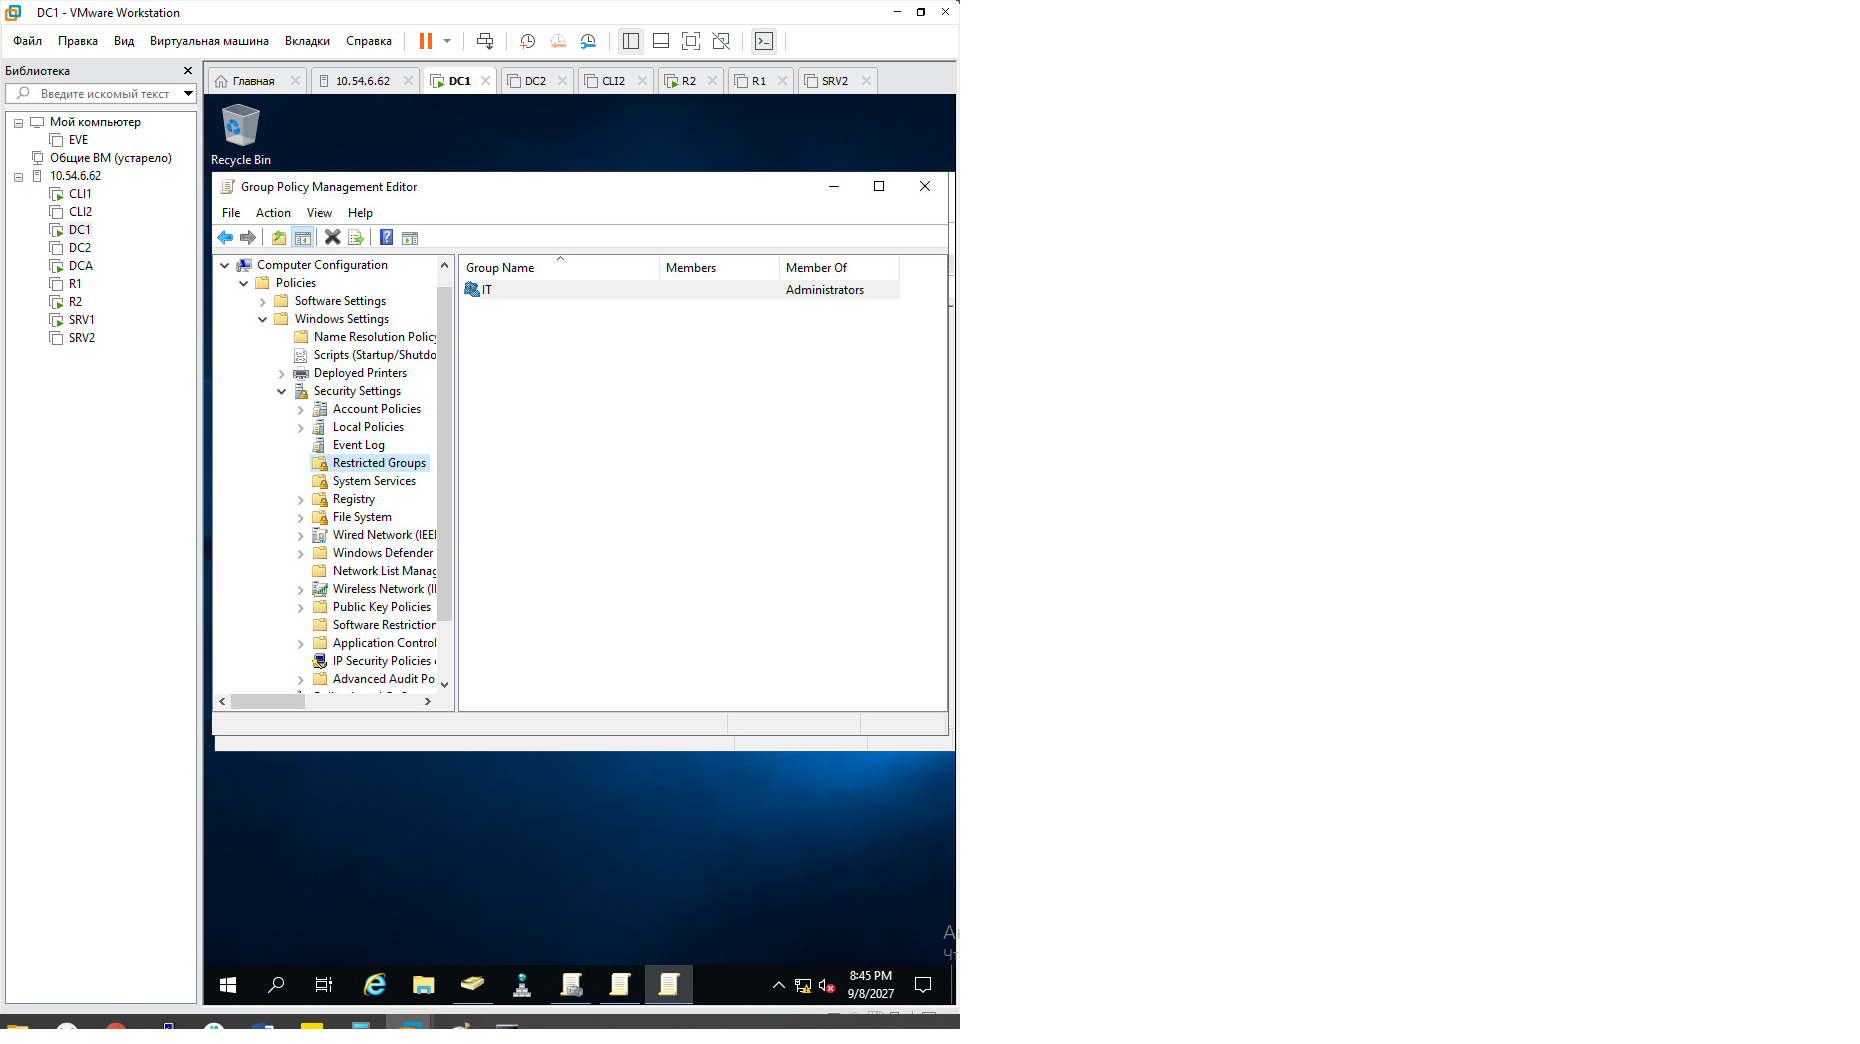 DC1 - VMware Workstation
Файл Правка Вид Виртуальная машина Вкладки Справка
Библиотека
Введите искомый текст
Мой компьютер
EVE
Общие ВМ (устарело)
10.54.6.62
CLI1
CLI2
DC1
DC2
DCA
R1
R2
SRV1
SRV2
Главная 10.54.6.62 DC1 DC2 CLI2 R2 R1 SRV2
Recycle Bin
Group Policy Management Editor
File Action View Help
Computer Configuration
Policies
Software Settings
Windows Settings
Name Resolution Policy
Scripts (Startup/Shutdo
Deployed Printers
Security Settings
Account Policies
Local Policies
Event Log
Restricted Groups
System Services
Registry
File System
Wired Network (IEEE
Windows Defender
Network List Manag
Wireless Network (I
Public Key Policies
Software Restriction
Application Control
IP Security Policies
Advanced Audit Po
Group Name Members Member Of
IT Administrators
8:45 PM
9/8/2027